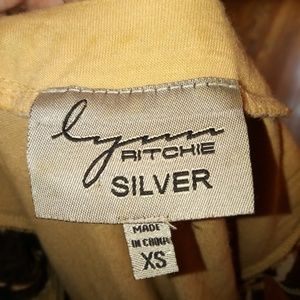 lynn
RITCHIE
SILVER
MADE
IN CHINA
XS